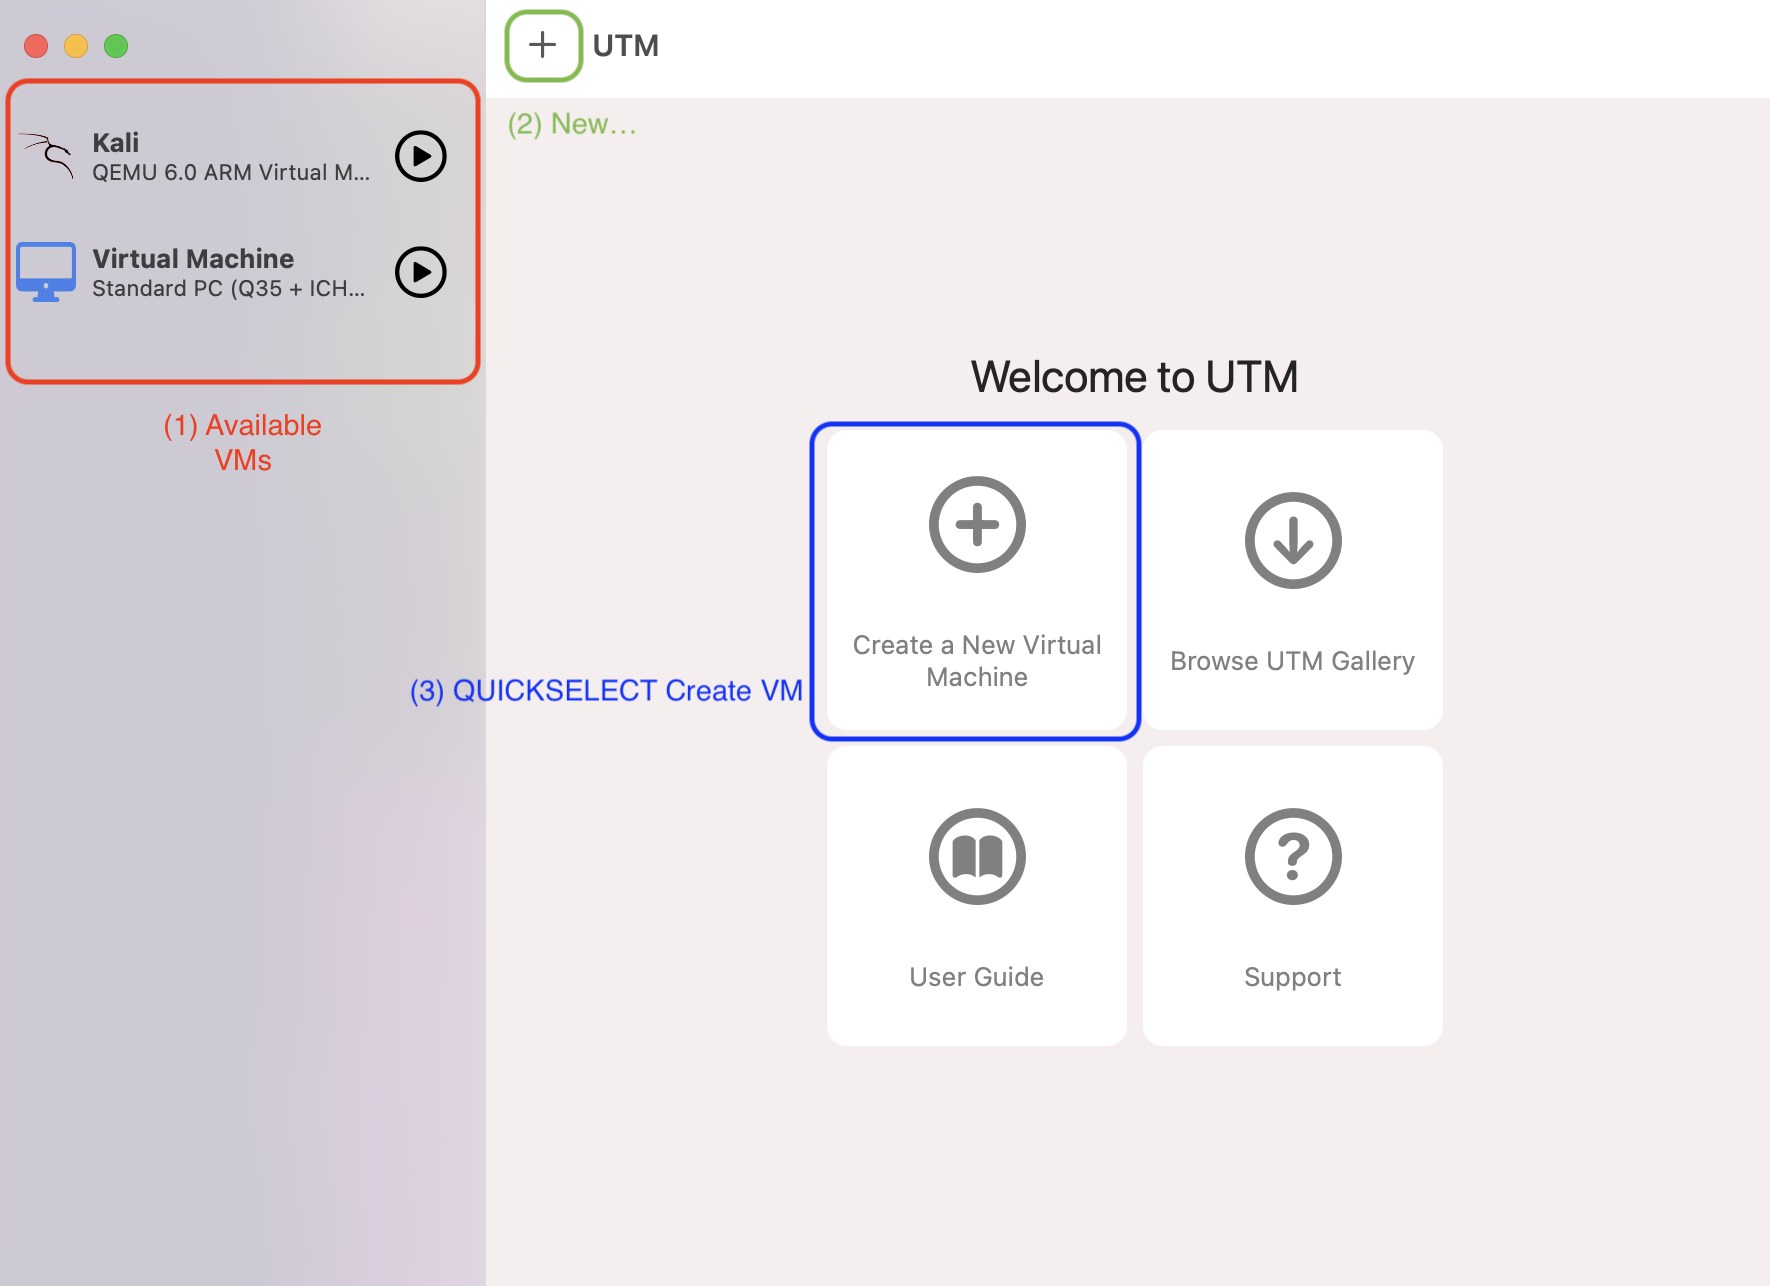 UTM
(2) New...
Kali
QEMU 6.0 ARM Virtual M...
Virtual Machine
Standard PC (Q35 + ICH...
(1) Available
VMs
Welcome to UTM
Create a New Virtual
Machine
Browse UTM Gallery
(3) QUICKSELECT Create VM
User Guide
Support